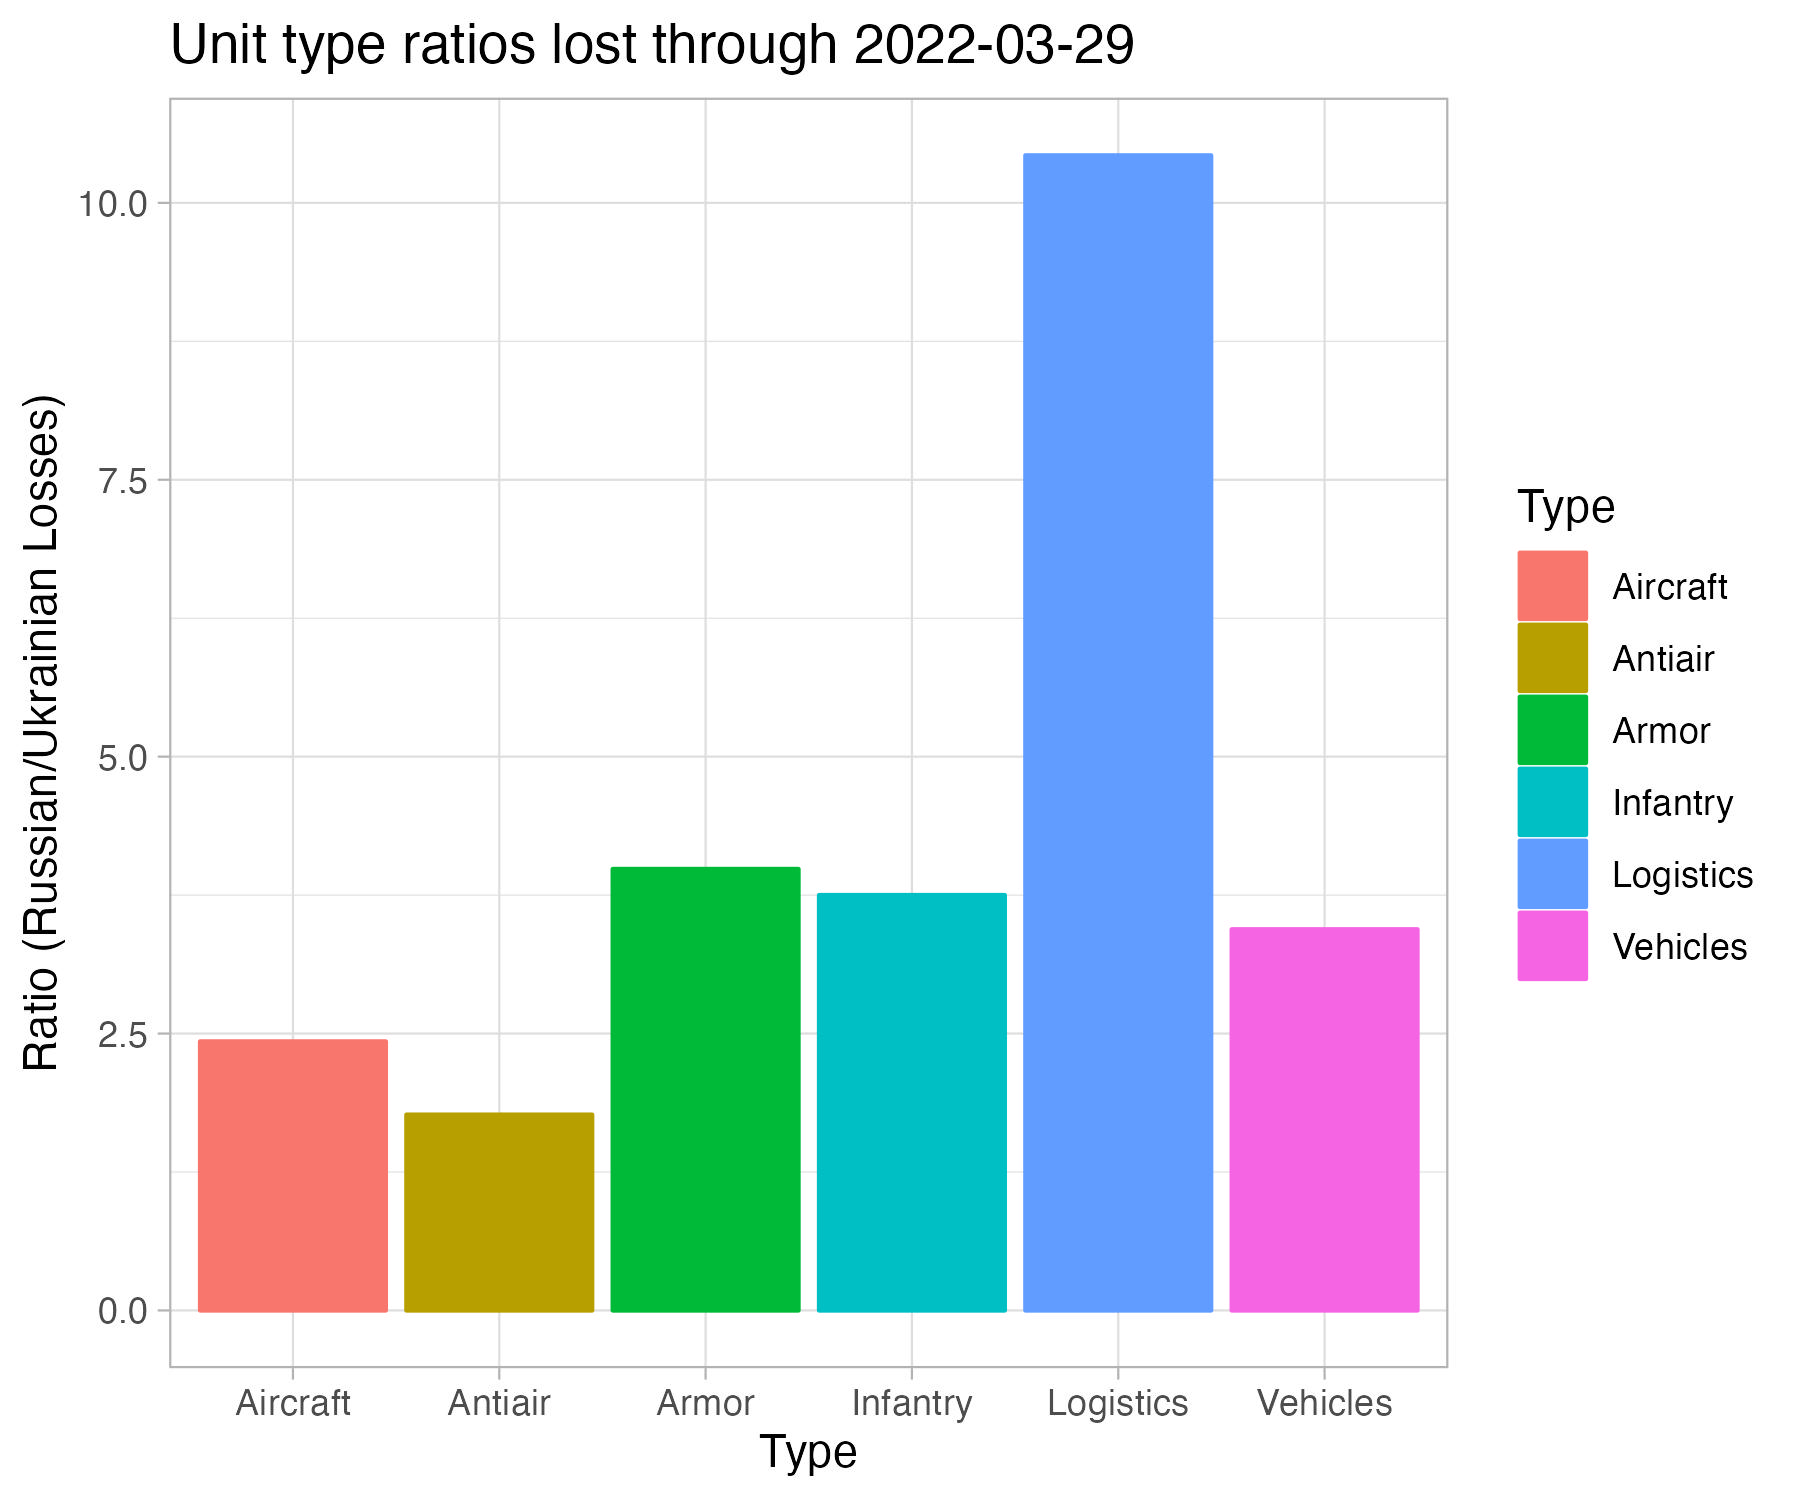 Unit type ratios lost through 2022-03-29
Ratio (Russian/Ukrainian Losses)
10.0
7.5
5.0
2.5
0.0
Aircraft
Antiair
Armor
Infantry
Logistics
Vehicles
Type
Type
Aircraft
Antiair
Armor
Infantry
Logistics
Vehicles